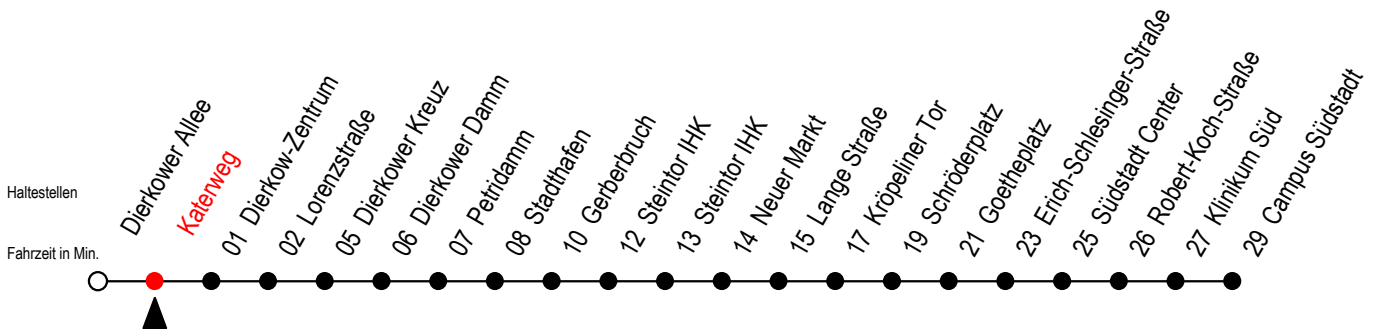 Haltestellen
Fahrzeit in Min.
Dierkower Allee
Katerweg
01 Dierkow-Zentrum
02 Lorenzstraße
05 Dierkower Kreuz
06 Dierkower Damm
07 Petridamm
08 Stadthafen
10 Gerberbruch
12 Steintor IHK
13 Steintor IHK
14 Neuer Markt
15 Lange Straße
17 Kröpeliner Tor
19 Schröderplatz
21 Goetheplatz
23 Erich-Schlesinger-Straße
25 Südstadt Center
26 Robert-Koch-Straße
27 Klinikum Süd
29 Campus Südstadt